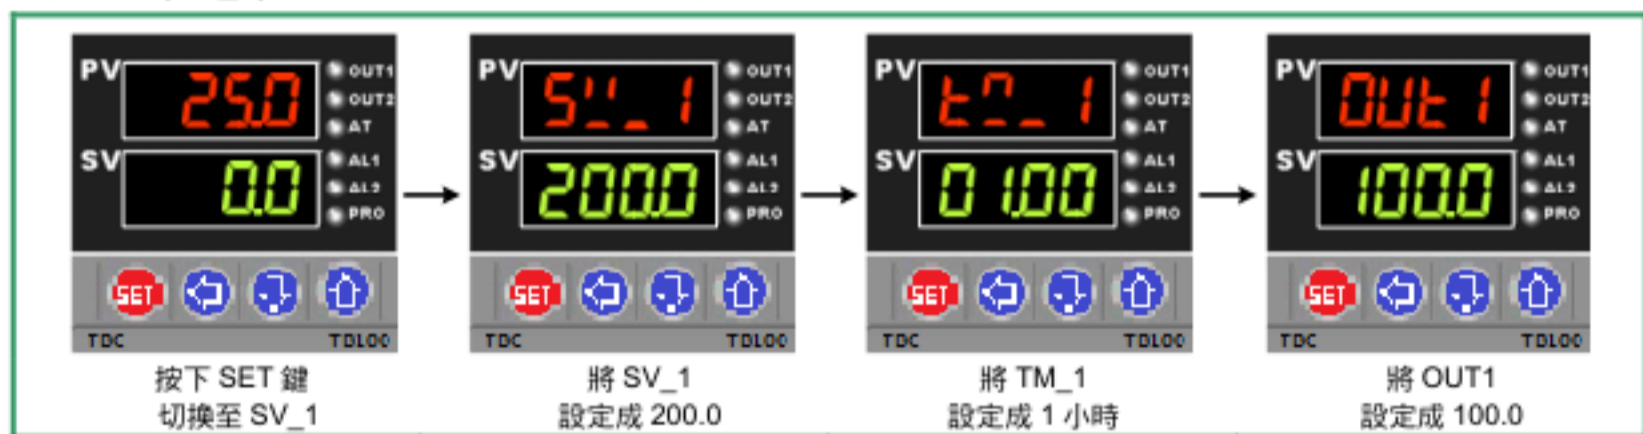 PV 25.0 OUT1
OUT2
AT
SV 0.0 AL1
AL2
PRO
SET
TDC TDL00
按下 SET 鍵
切換至 SV_1
PV SV_1 OUT1
OUT2
AT
SV 200.0 AL1
AL2
PRO
SET
TDC TDL00
將 SV_1
設定成 200.0
PV tM_1 OUT1
OUT2
AT
SV 01.00 AL1
AL2
PRO
SET
TDC TDL00
將 TM_1
設定成 1 小時
PV OUt1 OUT1
OUT2
AT
SV 100.0 AL1
AL2
PRO
SET
TDC TDL00
將 OUT1
設定成 100.0